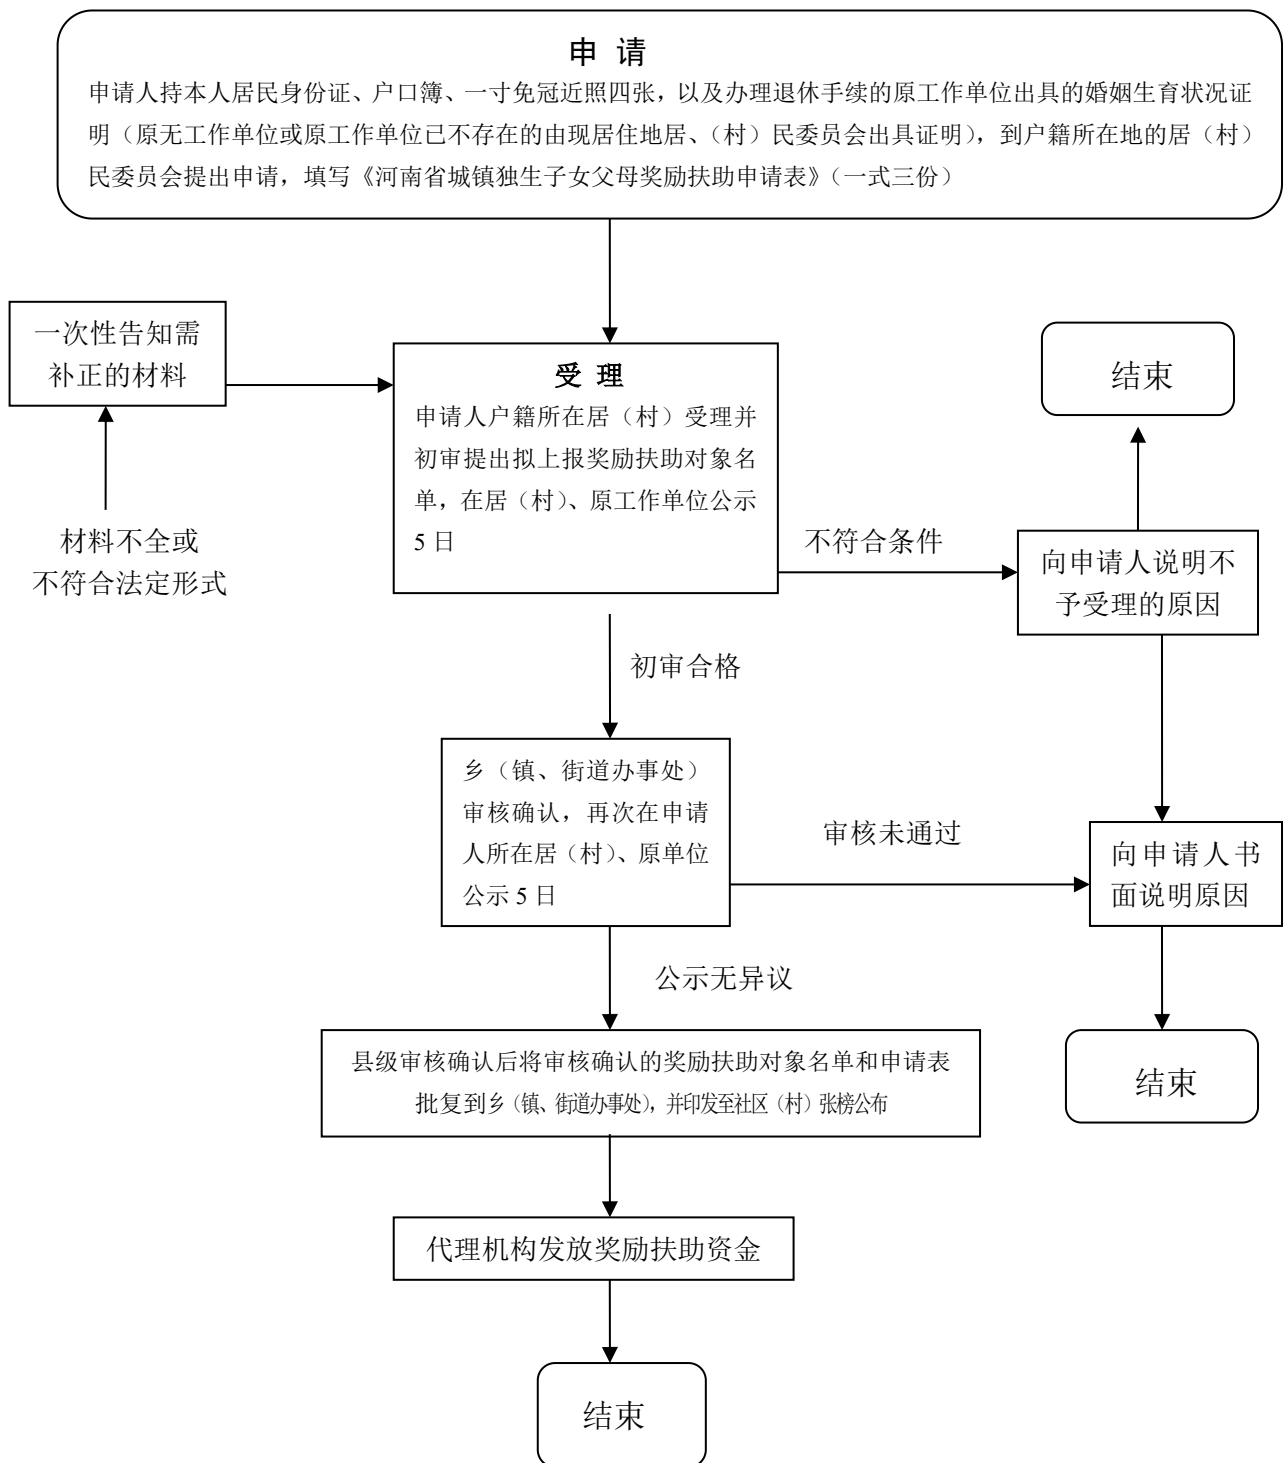 申 请
申请人持本人居民身份证、户口簿、一寸免冠近照四张，以及办理退休手续的原工作单位出具的婚姻生育状况证
明（原无工作单位或原工作单位已不存在的由现居住地居、（村）民委员会出具证明），到户籍所在地的居（村）
民委员会提出申请，填写《河南省城镇独生子女父母奖励扶助申请表》（一式三份）
一次性告知需
补正的材料
材料不全或
不符合法定形式
受 理
申请人户籍所在居（村）受理并
初审提出拟上报奖励扶助对象名
单，在居（村）、原工作单位公示
5 日
结束
不符合条件
向申请人说明不
予受理的原因
初审合格
乡（镇、街道办事处）
审核确认，再次在申请
人所在居（村）、原单位
公示 5 日
审核未通过
向申请人书
面说明原因
公示无异议
结束
县级审核确认后将审核确认的奖励扶助对象名单和申请表
批复到乡（镇、街道办事处），并印发至社区（村）张榜公布
代理机构发放奖励扶助资金
结束